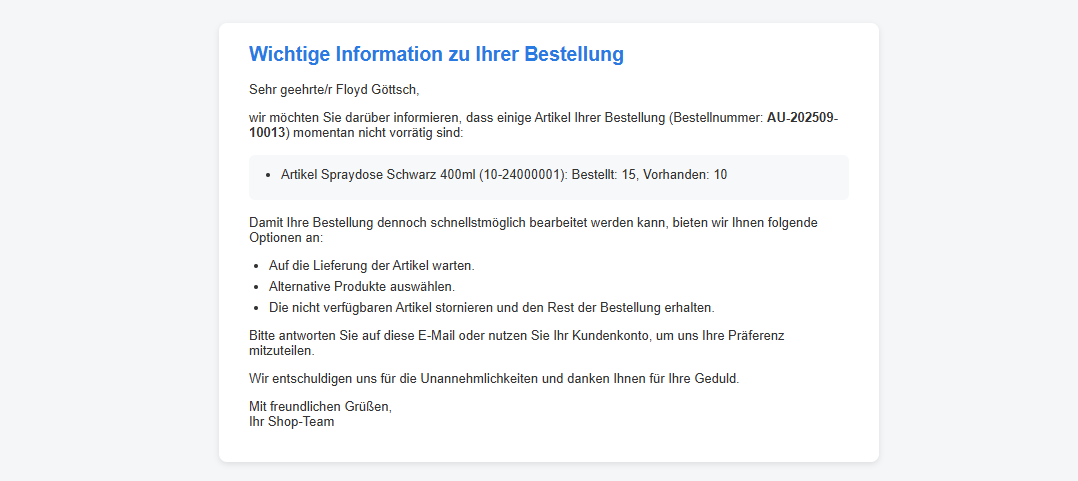 Wichtige Information zu Ihrer Bestellung
Sehr geehrte/r Floyd Göttsch,
wir möchten Sie darüber informieren, dass einige Artikel Ihrer Bestellung (Bestellnummer: AU-202509-
10013) momentan nicht vorrätig sind:
• Artikel Spraydose Schwarz 400ml (10-24000001): Bestellt: 15, Vorhanden: 10
Damit Ihre Bestellung dennoch schnellstmöglich bearbeitet werden kann, bieten wir Ihnen folgende
Optionen an:
• Auf die Lieferung der Artikel warten.
• Alternative Produkte auswählen.
• Die nicht verfügbaren Artikel stornieren und den Rest der Bestellung erhalten.
Bitte antworten Sie auf diese E-Mail oder nutzen Sie Ihr Kundenkonto, um uns Ihre Präferenz
mitzuteilen.
Wir entschuldigen uns für die Unannehmlichkeiten und danken Ihnen für Ihre Geduld.
Mit freundlichen Grüßen,
Ihr Shop-Team